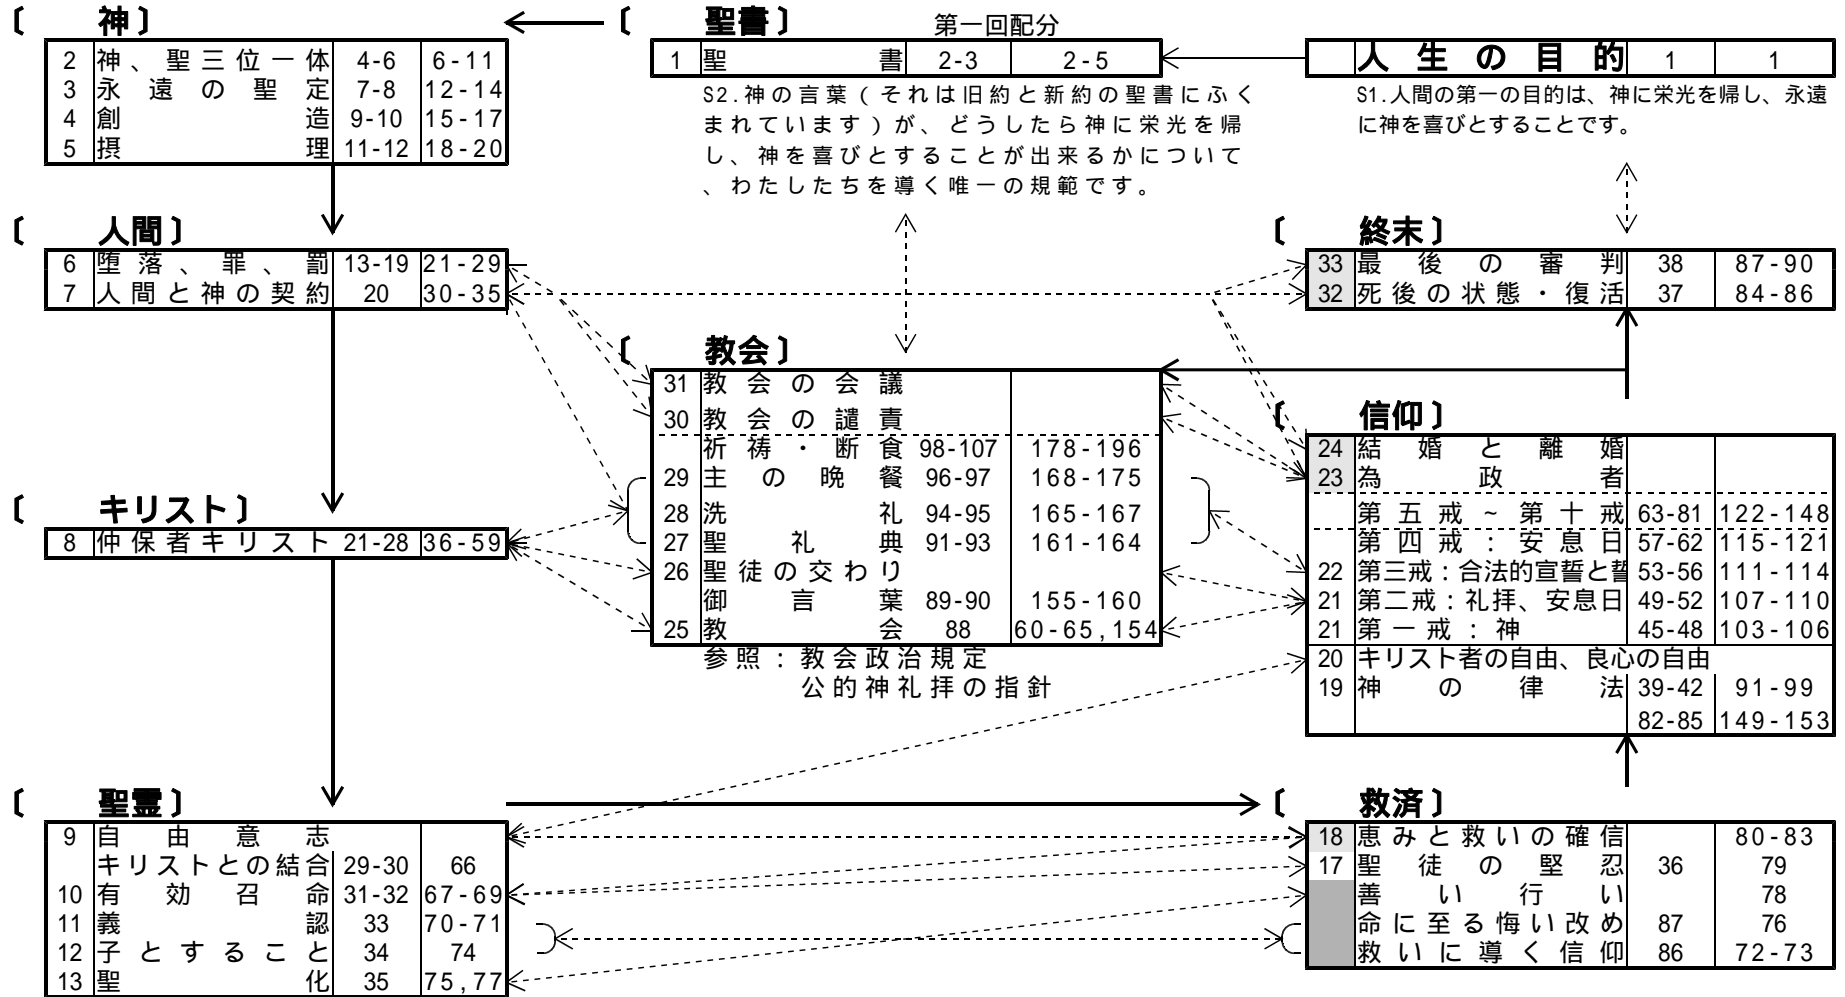 〔 神〕
2 神、聖三位一体 4-6 6-11
3 永遠の聖定 7-8 12-14
4 創造 9-10 15-17
5 摂理 11-12 18-20
〔 聖書〕 第一回配分
1 聖書 2-3 2-5
S2.神の言葉(それは旧約と新約の聖書にふく
まれています)が、どうしたら神に栄光を帰
し、神を喜びとすることが出来るかについて
、わたしたちを導く唯一の規範です。
人生の目的 1 1
S1.人間の第一の目的は、神に栄光を帰し、永遠
に神を喜びとすることです。
〔 人間〕
6 堕落、罪、罰 13-19 21-29
7 人間と神の契約 20 30-35
〔 終末〕
33 最後の審判 38 87-90
32 死後の状態・復活 37 84-86
〔 教会〕
31 教会の会議
30 教会の譴責
祈祷・断食 98-107 178-196
29 主の晩餐 96-97 168-175
28 洗礼 94-95 165-167
27 聖礼典 91-93 161-164
26 聖徒の交わり
御言葉 89-90 155-160
25 教会 88 60-65,154
参照:教会政治規定
公的神礼拝の指針
〔 信仰〕
24 結婚と離婚
23 為政者
第五戒~第十戒 63-81 122-148
第四戒:安息日 57-62 115-121
22 第三戒:合法的宣誓と誓 53-56 111-114
21 第二戒:礼拝、安息日 49-52 107-110
21 第一戒:神 45-48 103-106
20 キリスト者の自由、良心の自由
19 神の律法 39-42 91-99
82-85 149-153
〔 キリスト〕
8 仲保者キリスト 21-28 36-59
〔 聖霊〕
9 自由意志
キリストとの結合 29-30 66
10 有効召命 31-32 67-69
11 義認 33 70-71
12 子とすること 34 74
13 聖化 35 75,77
〔 救済〕
18 恵みと救いの確信 80-83
17 聖徒の堅忍 36 79
善い行い 78
命に至る悔い改め 87 76
救いに導く信仰 86 72-73